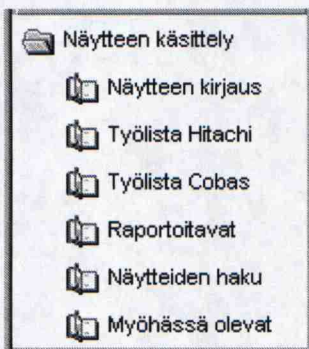 Näytteen käsittely
Näytteen kirjaus
Työlista Hitachi
Työlista Cobas
Raportoitavat
Näytteiden haku
Myöhässä olevat